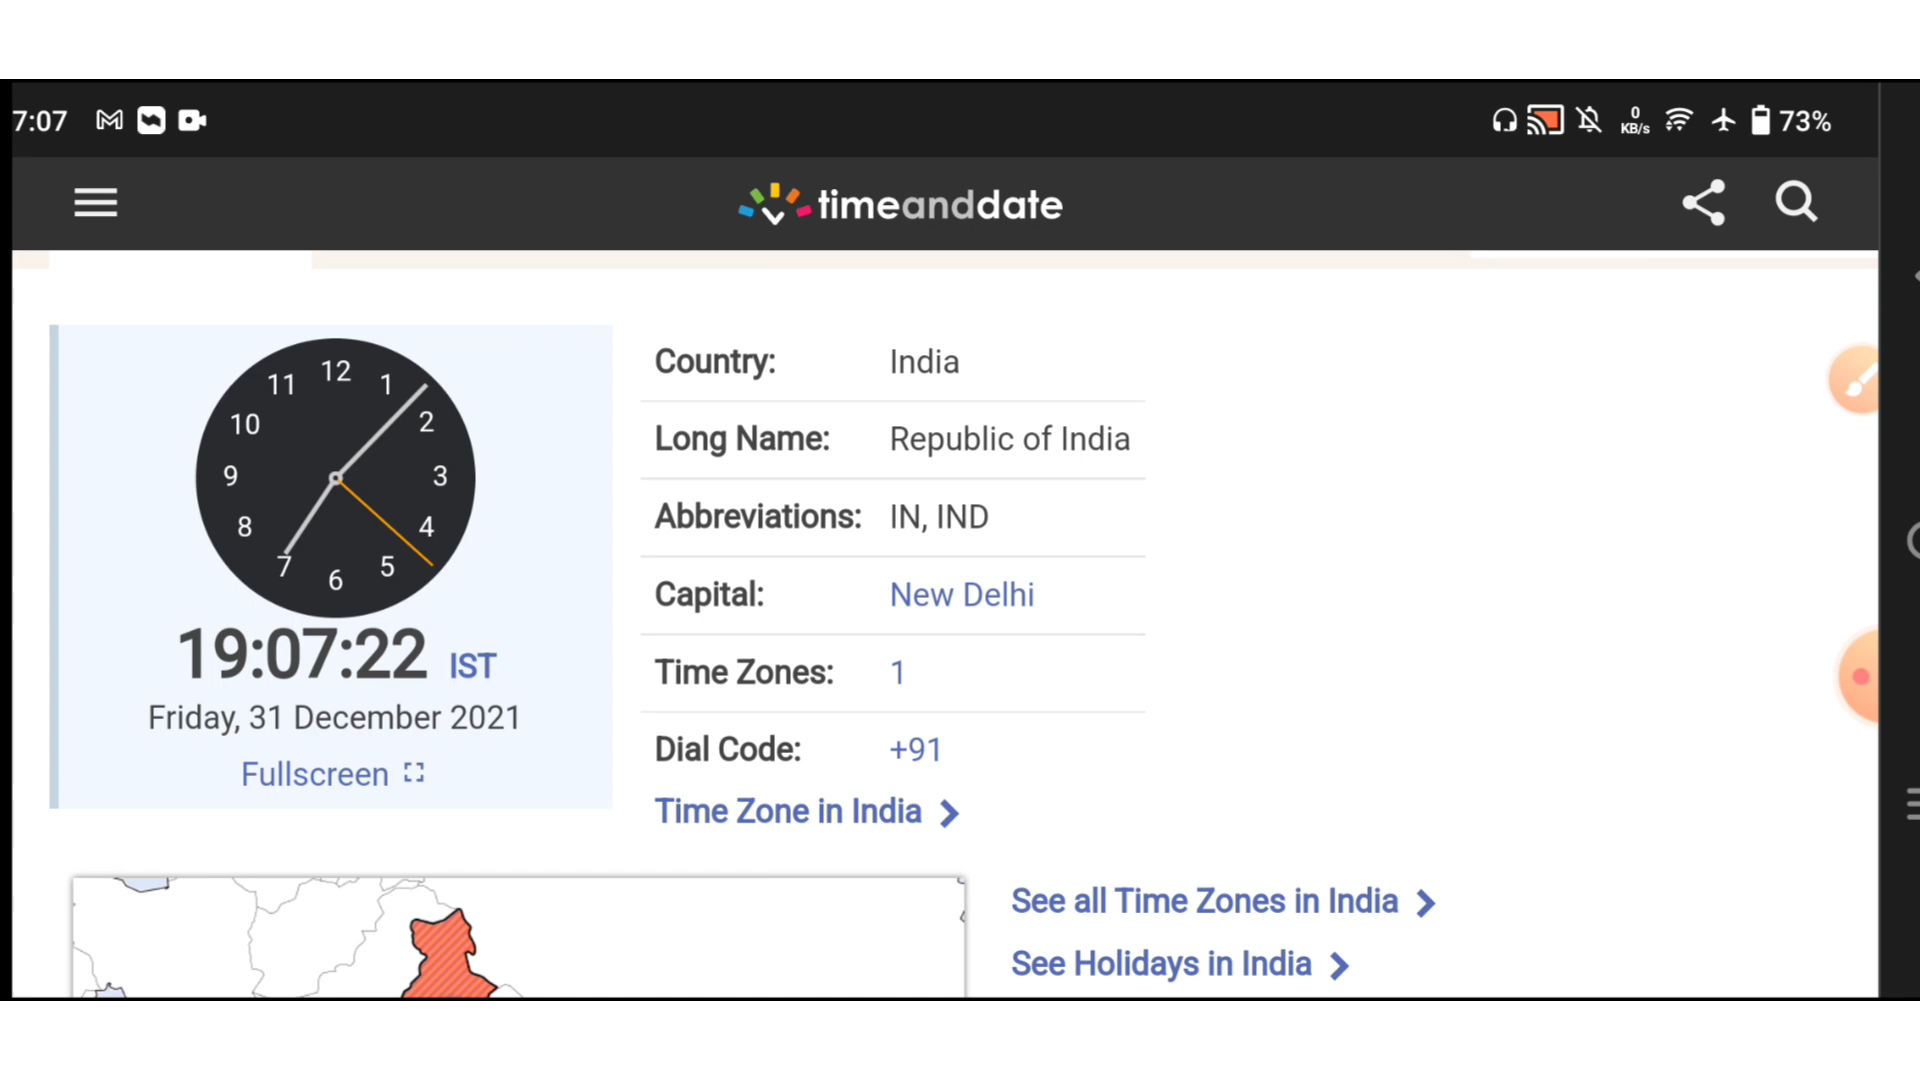 7:07 0 KB/s 73%
timeanddate
12
11 1
10 2
9 3
8 4
7 5
6
19:07:22 IST
Friday, 31 December 2021
Fullscreen
Country: India
Long Name: Republic of India
Abbreviations: IN, IND
Capital: New Delhi
Time Zones: 1
Dial Code: +91
Time Zone in India
See all Time Zones in India
See Holidays in India